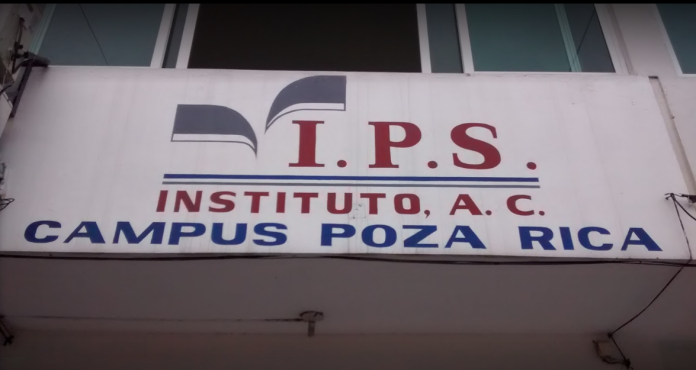 I.P.S.
INSTITUTO, A. C.
CAMPUS POZA RICA